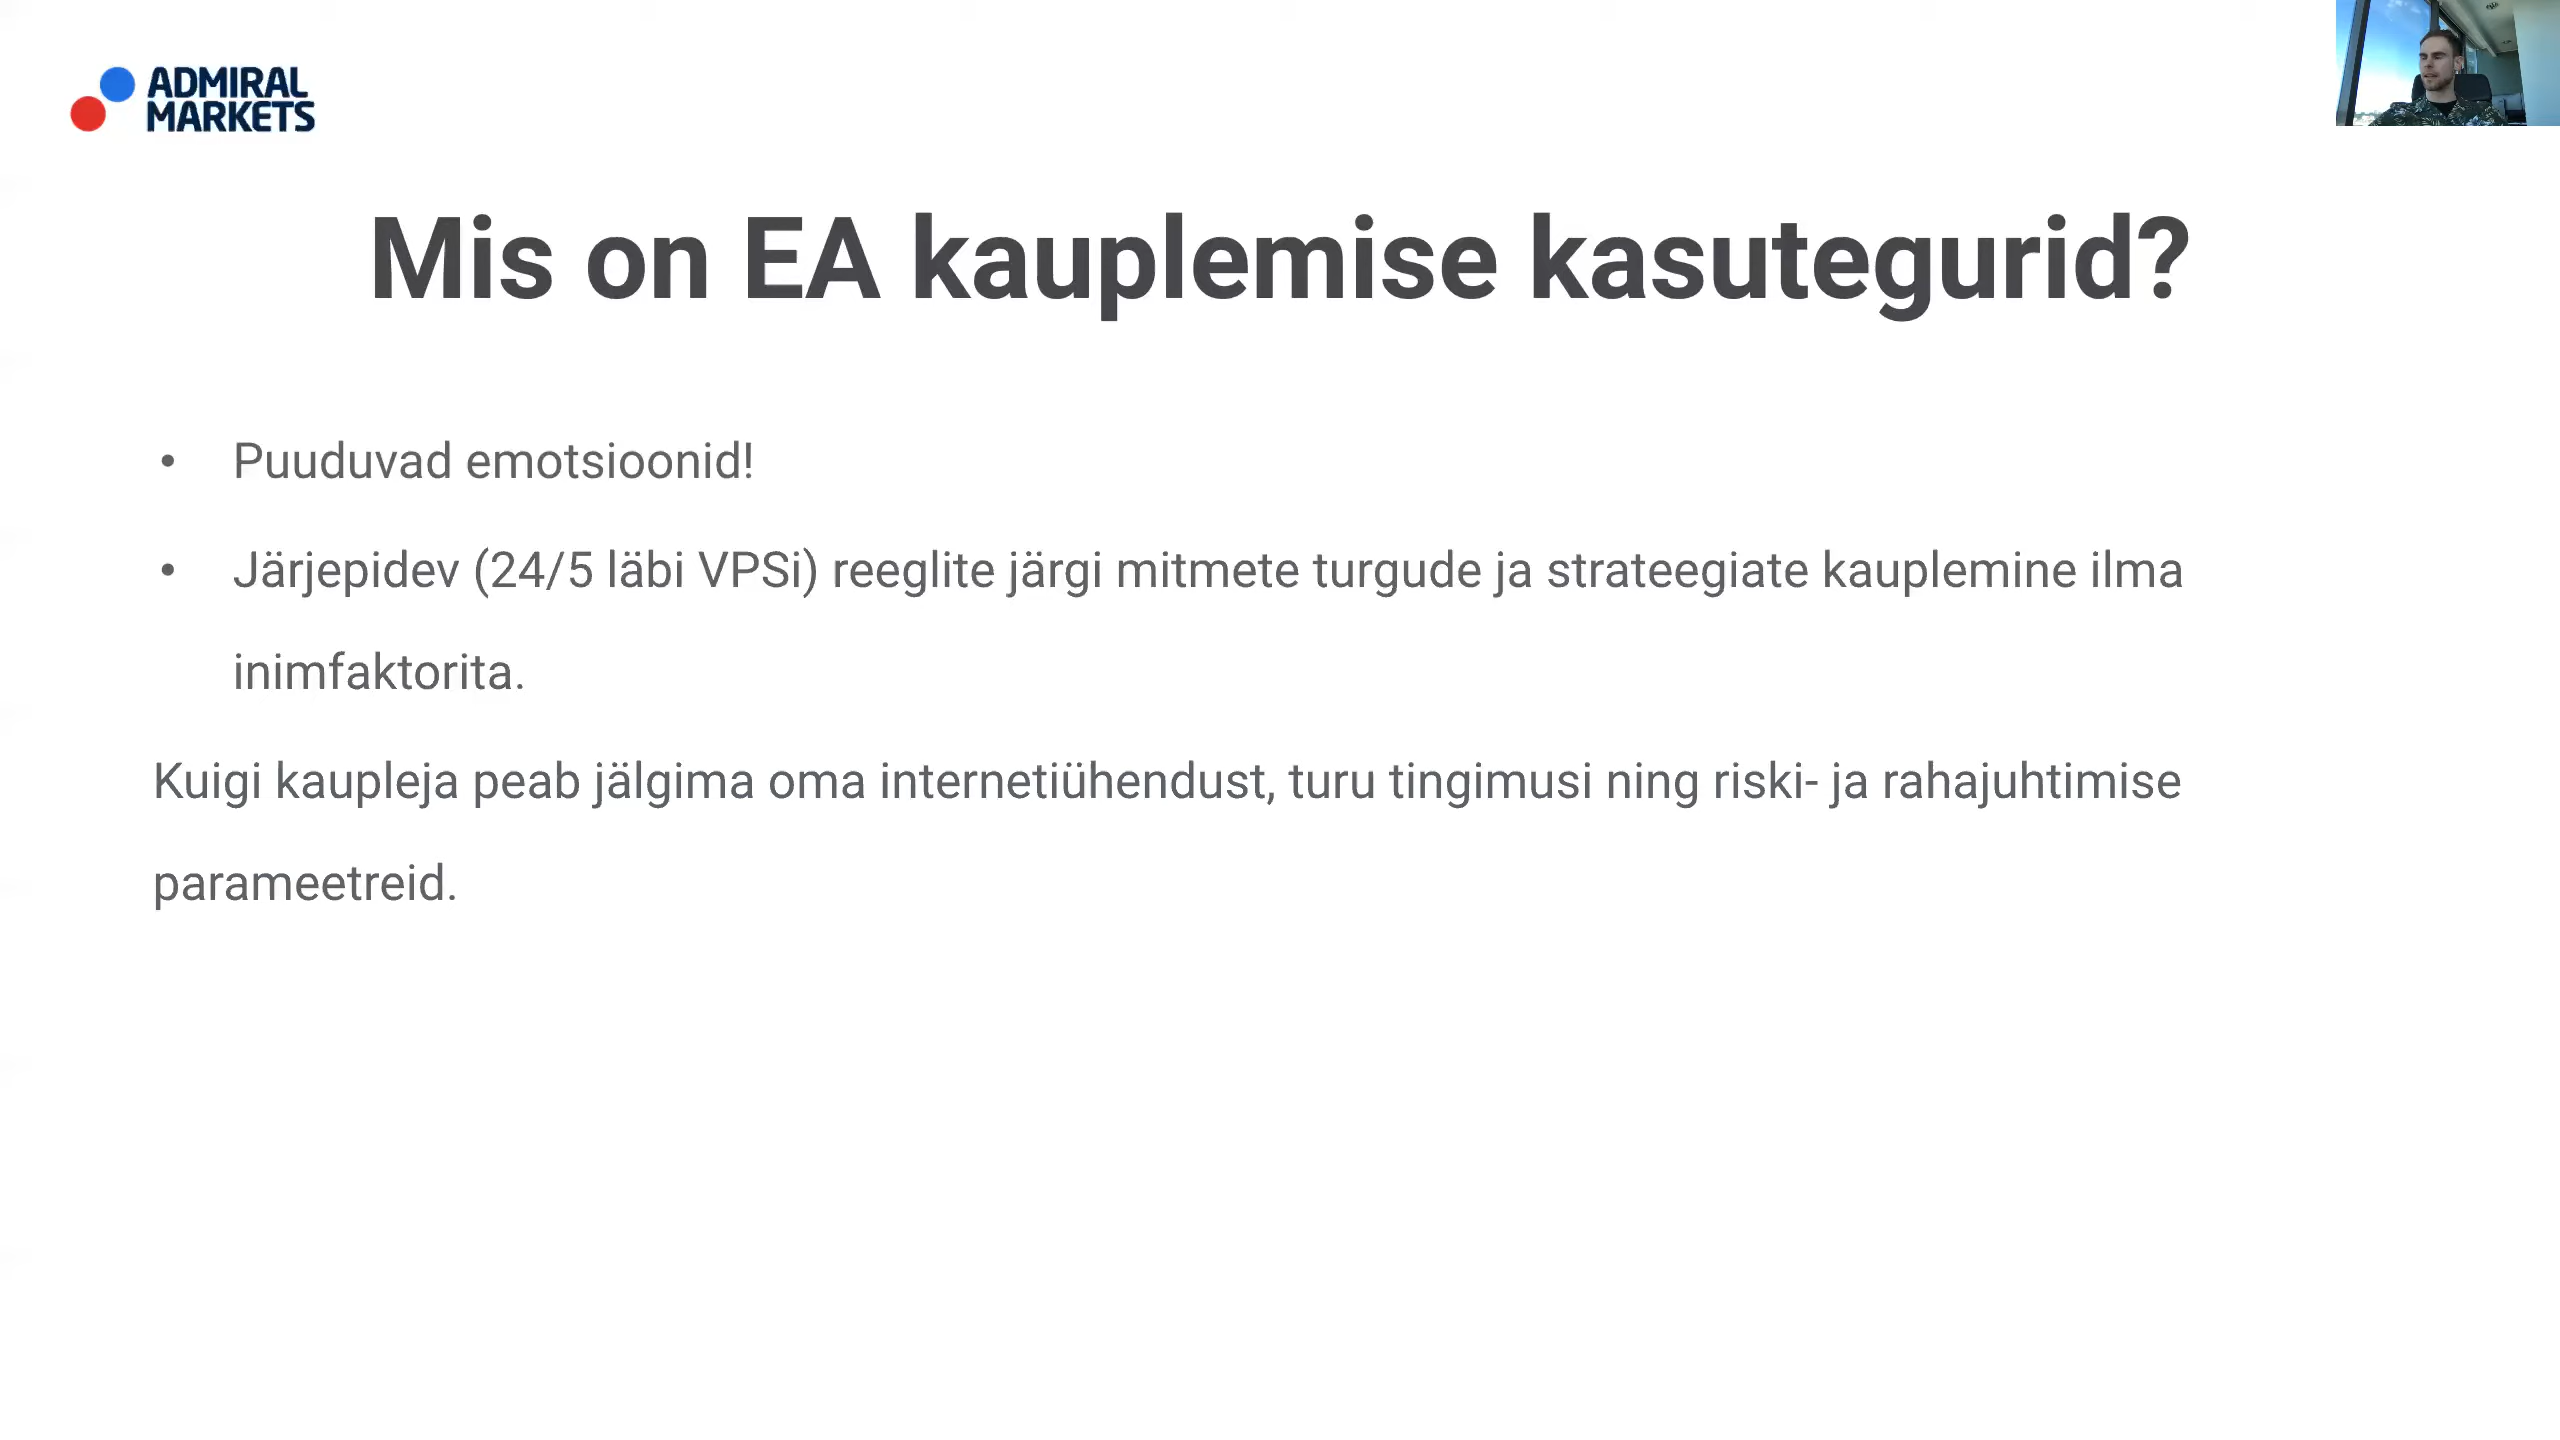 ADMIRAL
MARKETS
Mis on EA kauplemise kasutegurid?
• Puuduvad emotsioonid!
• Järjepidev (24/5 läbi VPSi) reeglite järgi mitmete turgude ja strateegiate kauplemine ilma
inimfaktorita.
Kuigi kaupleja peab jälgima oma internetiühendust, turu tingimusi ning riski- ja rahajuhtimise
parameetreid.